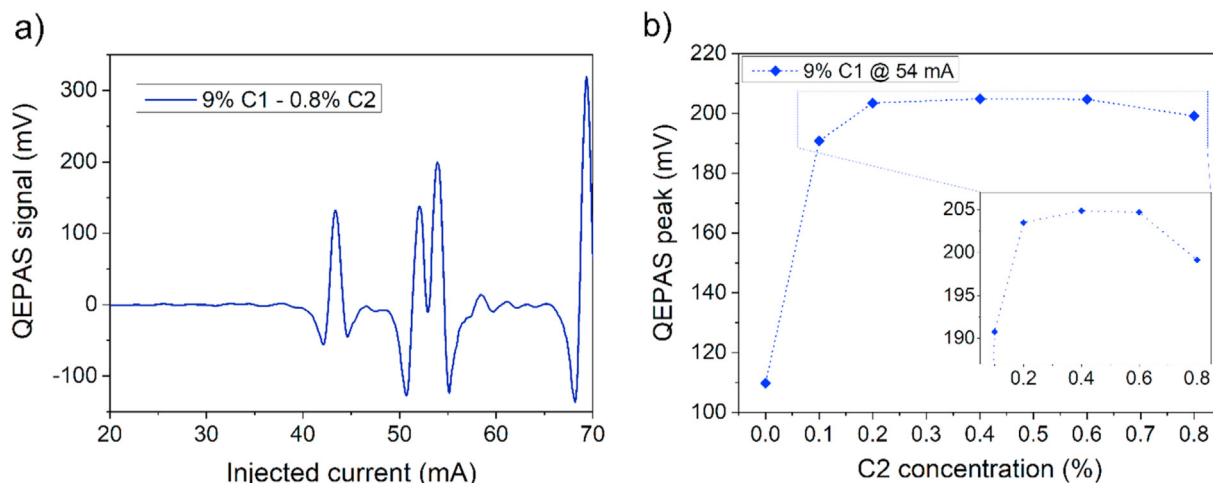 a)
QEPAS signal (mV)
300
200
100
0
-100
9% C1 - 0.8% C2
20 30 40 50 60 70
Injected current (mA)
b)
QEPAS peak (mV)
220
200
180
160
140
120
100
9% C1 @ 54 mA
205
200
195
190
0.2 0.4 0.6 0.8
0.0 0.1 0.2 0.3 0.4 0.5 0.6 0.7 0.8
C2 concentration (%)